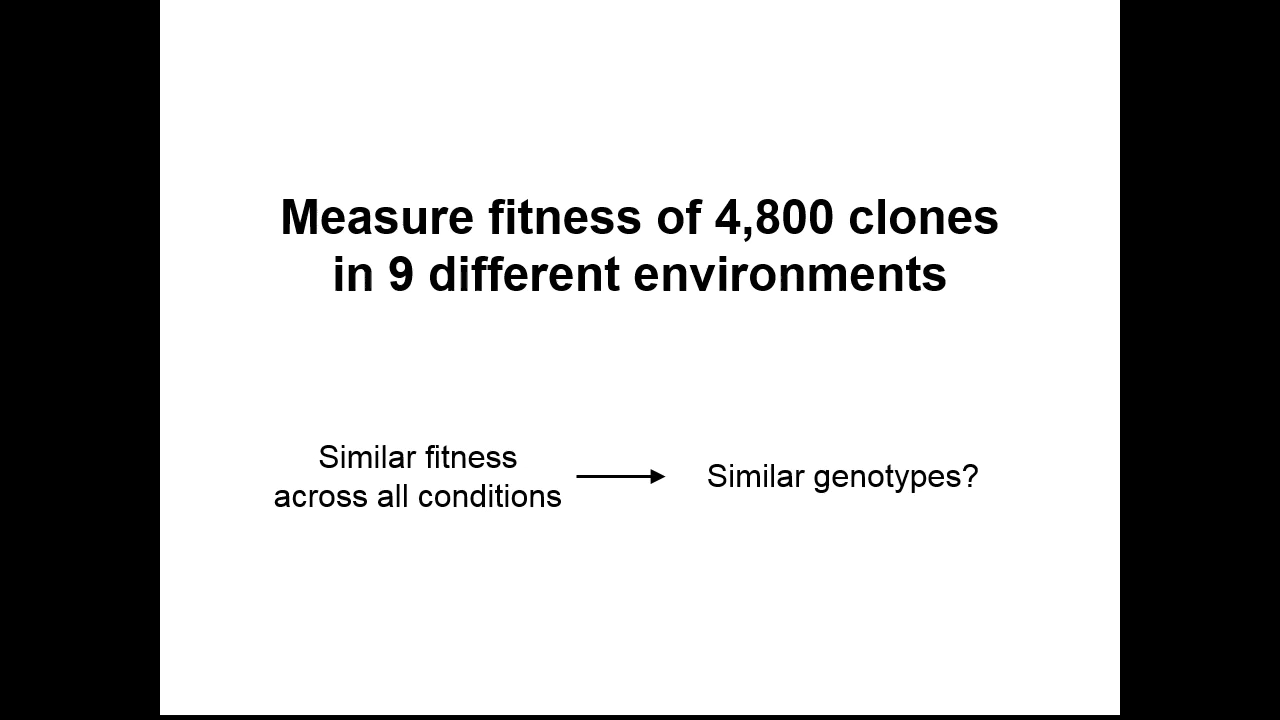 Measure fitness of 4,800 clones
in 9 different environments
Similar fitness
across all conditions
Similar genotypes?